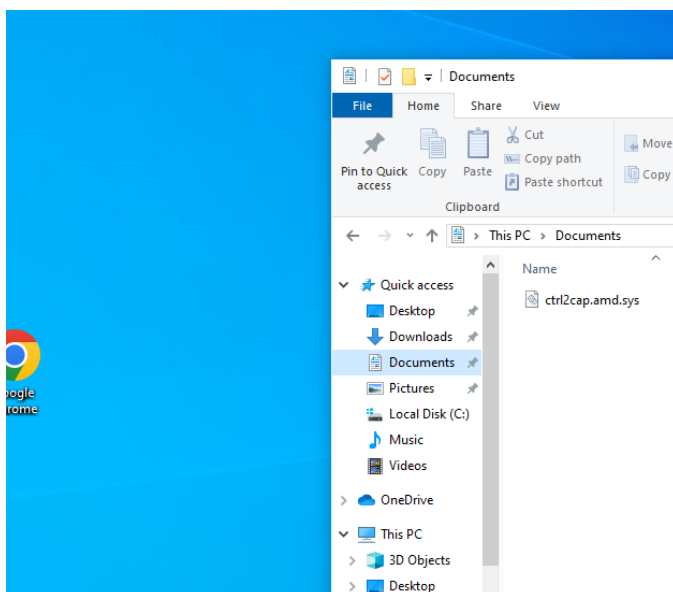 Documents
File Home Share View
Pin to Quick access
Copy
Paste
Cut
Copy path
Paste shortcut
Move
Copy
Clipboard
This PC > Documents
Name
ctrl2cap.amd.sys
Quick access
Desktop
Downloads
Documents
Pictures
Local Disk (C:)
Music
Videos
OneDrive
This PC
3D Objects
Desktop
oogle
rome